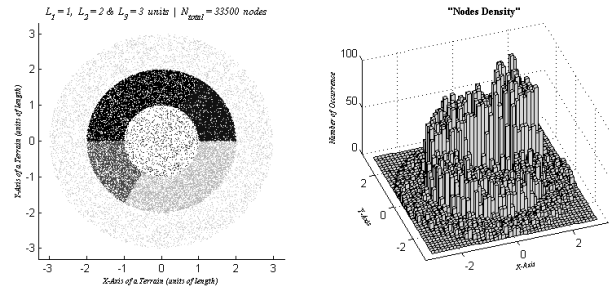 L1 = 1, L2 = 2 & L3 = 3 units | Ntotal = 33500 nodes
3
2
1
0
-1
-2
-3
Y-Axis of a Terrain (units of length)
-3 -2 -1 0 1 2 3
X-Axis of a Terrain (units of length)
"Nodes Density"
100
50
0
Number of Occurrence
2
0
-2
Y-Axis
-2 0 2
X-Axis